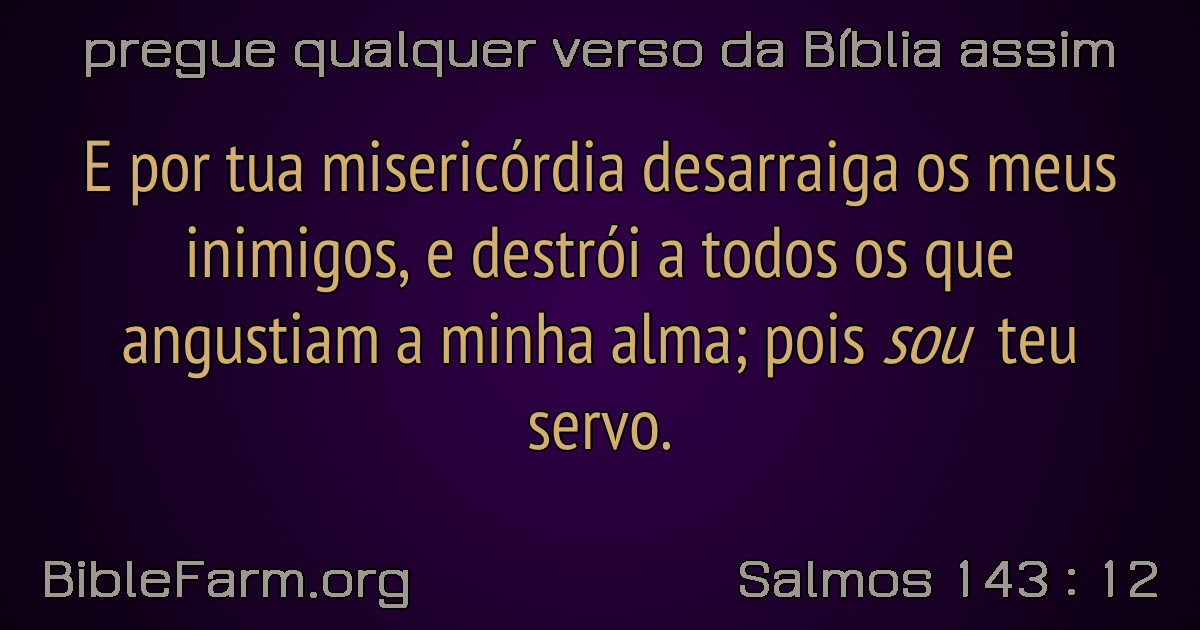 pregue qualquer verso da Bíblia assim
E por tua misericórdia desarraiga os meus
inimigos, e destrói a todos os que
angustiam a minha alma; pois sou teu
servo.
BibleFarm.org
Salmos 143 : 12